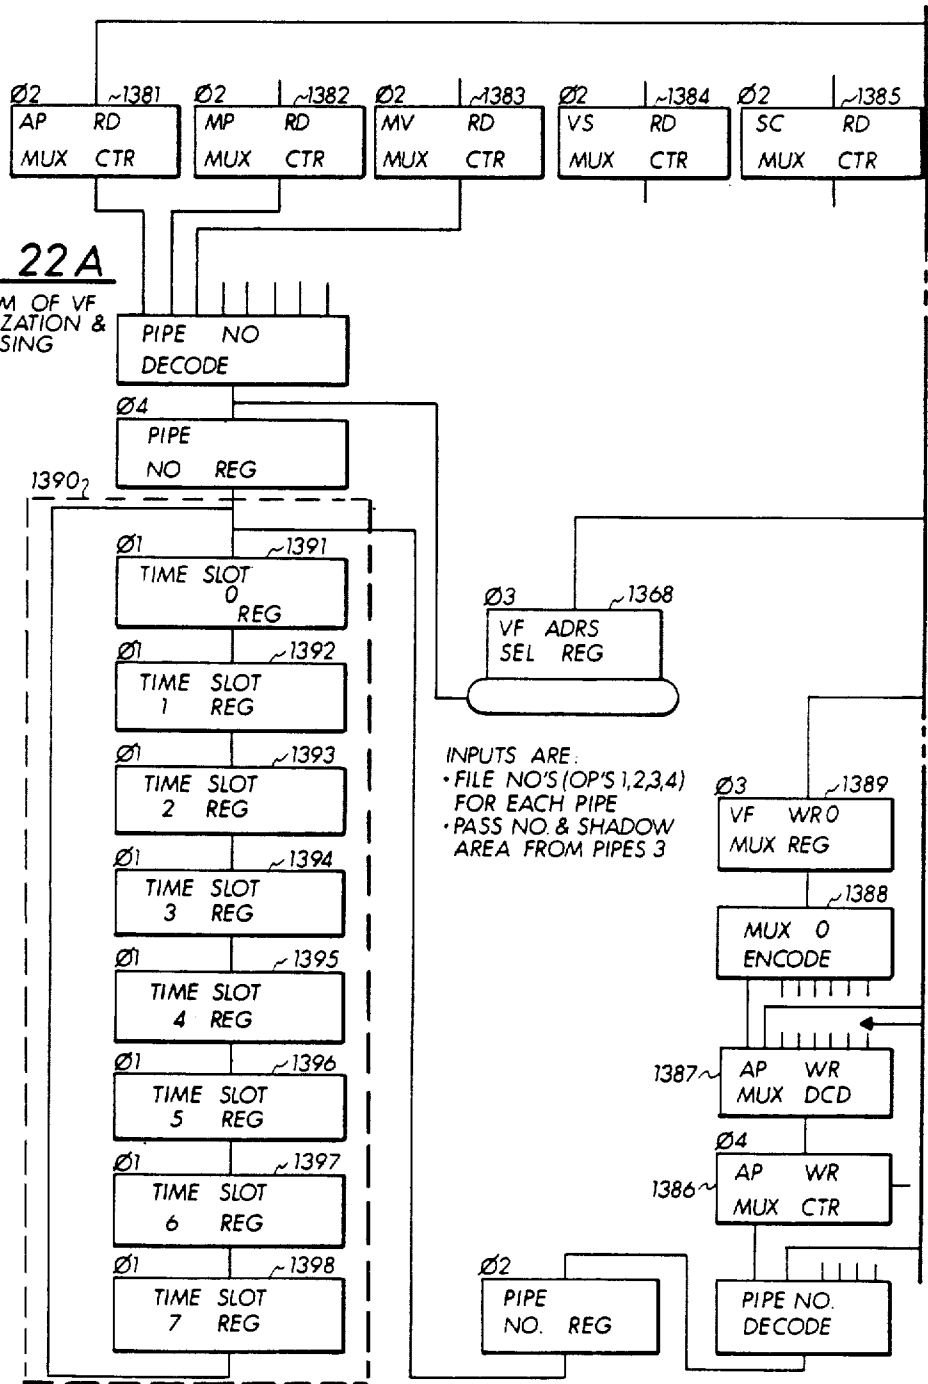 Ø2 1381 Ø2 1382 Ø2 1383 Ø2 1384 Ø2 1385
AP RD
MUX CTR
MP RD
MUX CTR
MV RD
MUX CTR
VS RD
MUX CTR
SC RD
MUX CTR
22A
M OF VF
ZATION &
SING
PIPE NO
DECODE
Ø4
PIPE
NO REG
1390
Ø1 1391
TIME SLOT
0
REG
Ø1 1392
TIME SLOT
1 REG
Ø1 1393
TIME SLOT
2 REG
Ø1 1394
TIME SLOT
3 REG
Ø1 1395
TIME SLOT
4 REG
Ø1 1396
TIME SLOT
5 REG
Ø1 1397
TIME SLOT
6 REG
Ø1 1398
TIME SLOT
7 REG
Ø3 1368
VF ADRS
SEL REG
INPUTS ARE:
• FILE NO'S (OP'S 1,2,3,4)
FOR EACH PIPE
• PASS NO. & SHADOW
AREA FROM PIPES 3
Ø3 1389
VF WR0
MUX REG
1388
MUX 0
ENCODE
1387
AP WR
MUX DCD
Ø4
1386
AP WR
MUX CTR
Ø2
PIPE
NO. REG
PIPE NO.
DECODE